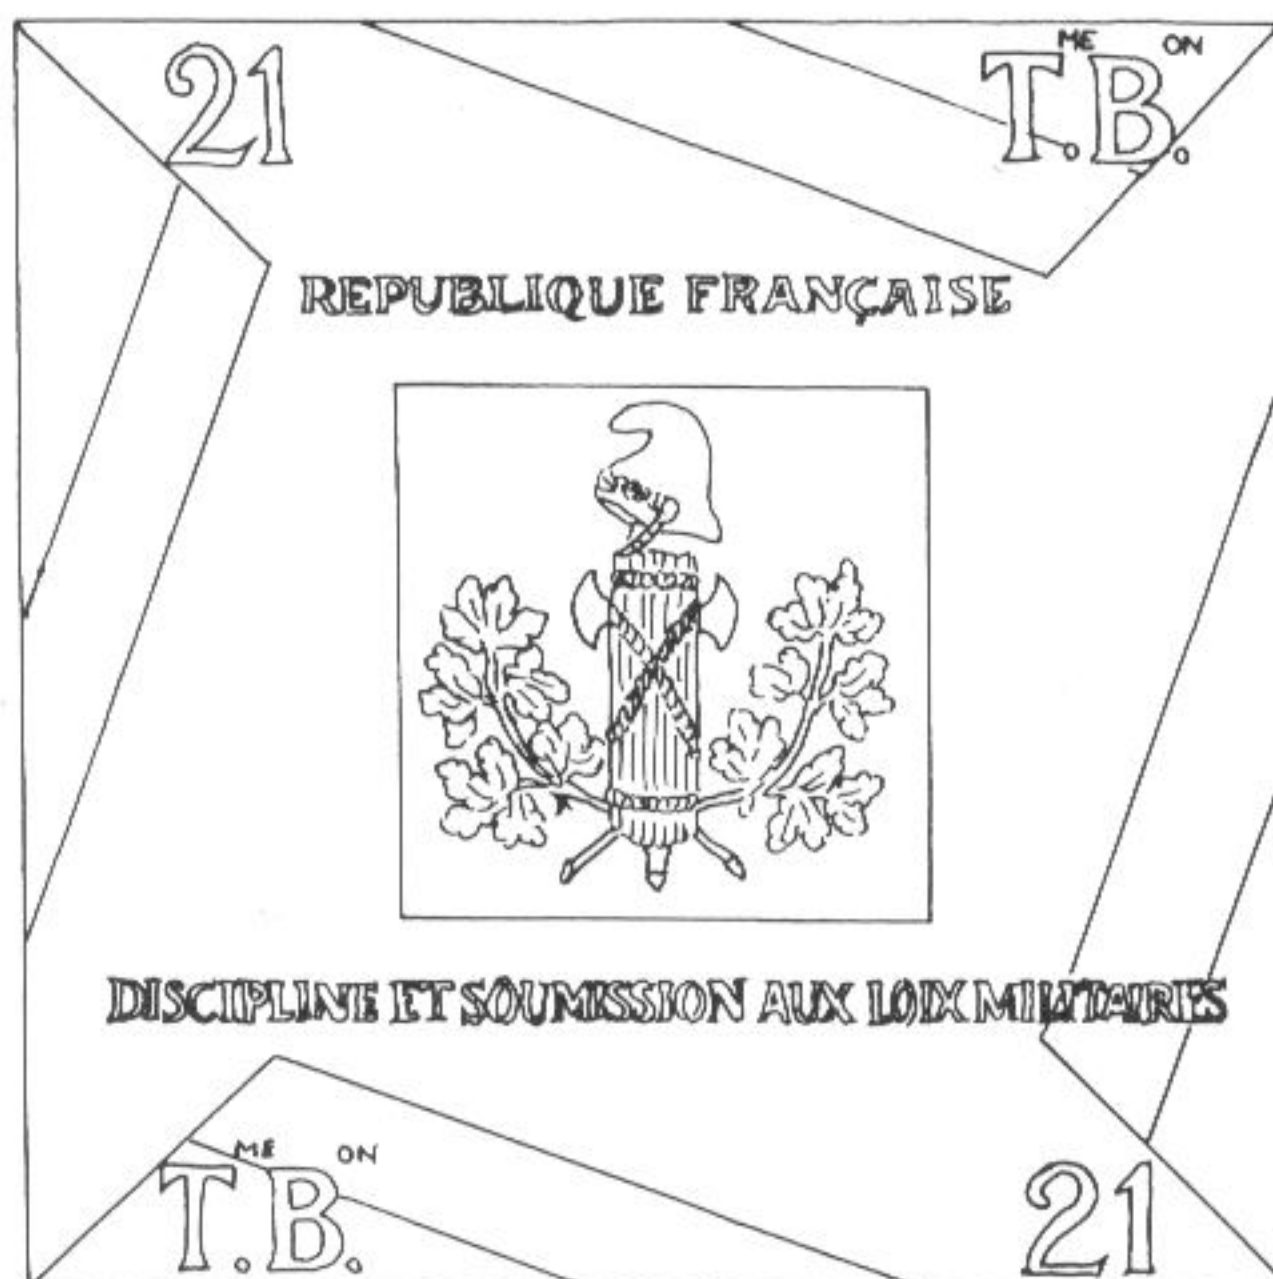 21 T.ME B.ON
REPUBLIQUE FRANÇAISE
DISCIPLINE ET SOUMISSION AUX LOIX MILITAIRES
T.ME B.ON 21